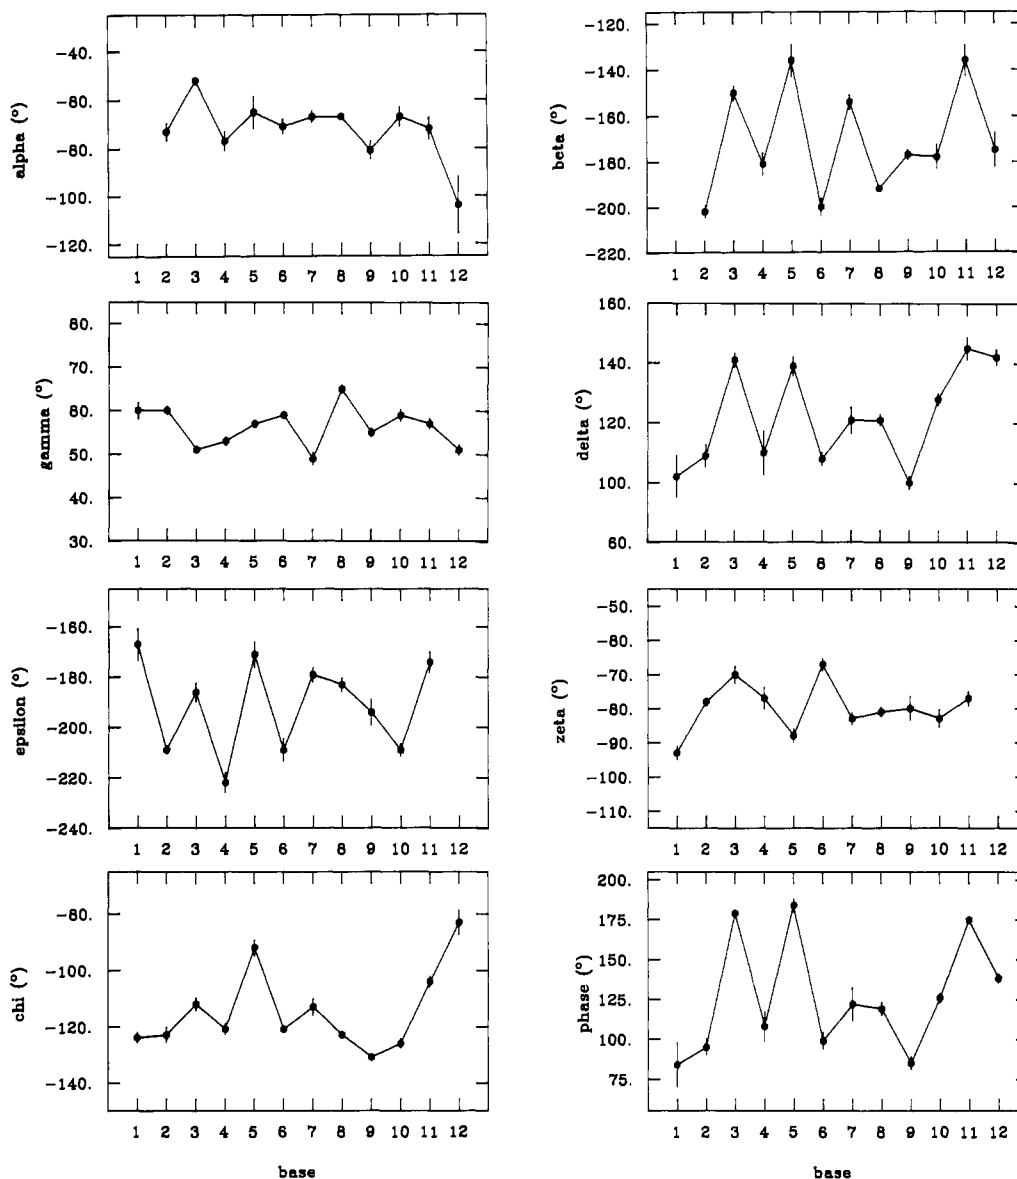 alpha (°)
-40.
-60.
-80.
-100.
-120.
1 2 3 4 5 6 7 8 9 10 11 12
beta (°)
-120.
-140.
-160.
-180.
-200.
-220.
1 2 3 4 5 6 7 8 9 10 11 12
gamma (°)
80.
70.
60.
50.
40.
30.
1 2 3 4 5 6 7 8 9 10 11 12
delta (°)
160.
140.
120.
100.
80.
1 2 3 4 5 6 7 8 9 10 11 12
epsilon (°)
-160.
-180.
-200.
-220.
-240.
1 2 3 4 5 6 7 8 9 10 11 12
zeta (°)
-50.
-60.
-70.
-80.
-90.
-100.
-110.
1 2 3 4 5 6 7 8 9 10 11 12
chi (°)
-80.
-100.
-120.
-140.
1 2 3 4 5 6 7 8 9 10 11 12
base
phase (°)
200.
175.
150.
125.
100.
75.
1 2 3 4 5 6 7 8 9 10 11 12
base